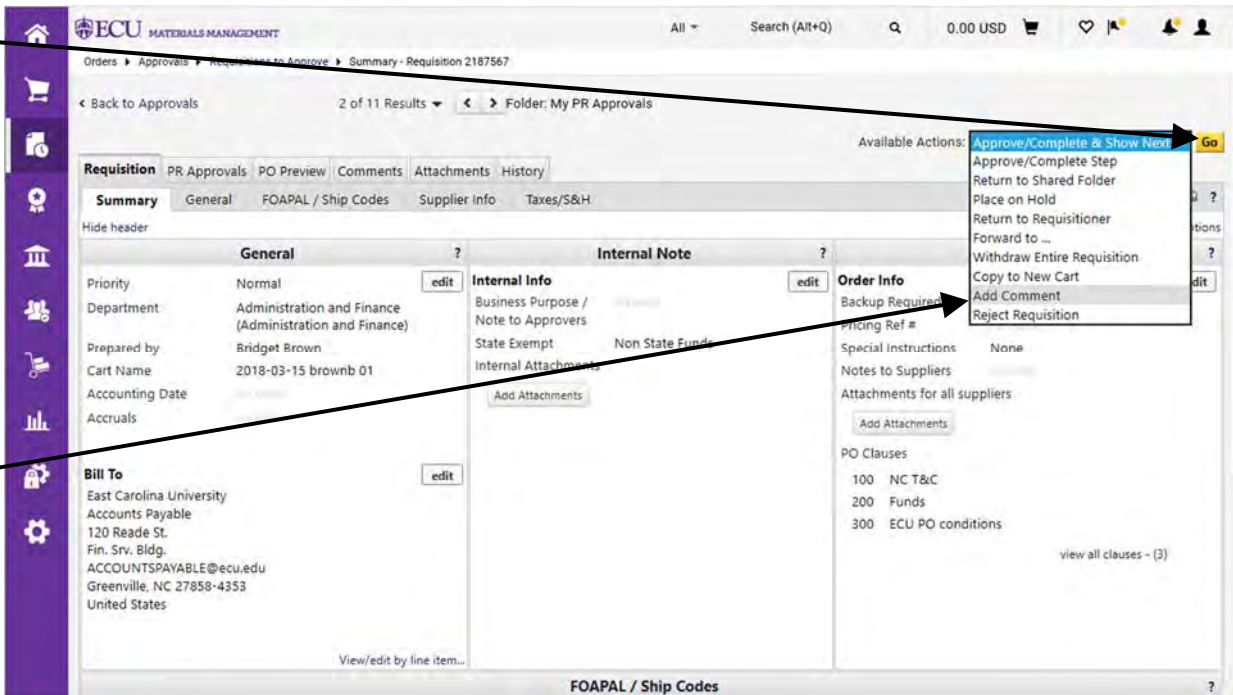 ECU MATERIALS MANAGEMENT
All
Search (Alt+Q)
0.00 USD
Orders Approvals Requisitions to Approve Summary - Requisition 2187567
Back to Approvals
2 of 11 Results
Folder: My PR Approvals
Available Actions:
Approve/Complete & Show Next
Go
Approve/Complete Step
Return to Shared Folder
Place on Hold
Return to Requisitioner
Forward to ...
Withdraw Entire Requisition
Copy to New Cart
Add Comment
Reject Requisition
Requisition PR Approvals PO Preview Comments Attachments History
Summary General FOAPAL / Ship Codes Supplier Info Taxes/S&H
?
Hide header
General ?
Priority Normal
edit
Department Administration and Finance
(Administration and Finance)
Prepared by Bridget Brown
Cart Name 2018-03-15 brownb 01
Accounting Date
Accruals
Bill To
edit
East Carolina University
Accounts Payable
120 Reade St.
Fin. Srv. Bldg.
ACCOUNTSPAYABLE@ecu.edu
Greenville, NC 27858-4353
United States
View/edit by line item...
Internal Note ?
Internal Info
edit
Business Purpose /
Note to Approvers
State Exempt Non State Funds
Internal Attachments
Add Attachments
?
Order Info
Backup Required
Pricing Ref #
Special Instructions None
Notes to Suppliers
Attachments for all suppliers
Add Attachments
PO Clauses
100 NC T&C
200 Funds
300 ECU PO conditions
view all clauses - (3)
FOAPAL / Ship Codes ?